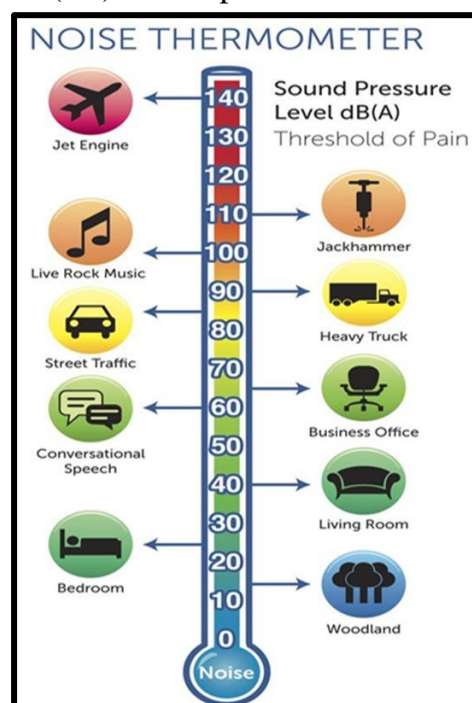 NOISE THERMOMETER
Sound Pressure
Level dB(A)
Threshold of Pain
Jet Engine
140
130
120
110
100
90
80
70
60
50
40
30
20
10
0
Noise
Live Rock Music
Street Traffic
Conversational
Speech
Bedroom
Jackhammer
Heavy Truck
Business Office
Living Room
Woodland